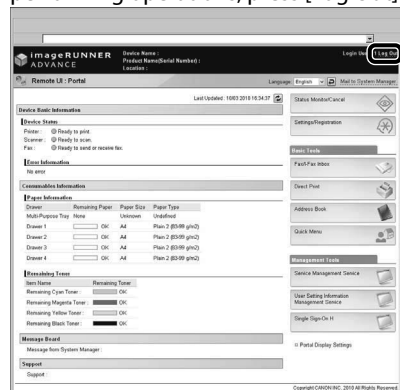 imageRUNNER
ADVANCE
Device Name :
Product Name(Serial Number) :
Location :
Login User
Log Out
Remote UI : Portal
Language : English
Mail to System Manager
Last Updated : 16/03 2010 16:34:37
Device Basic Information
Device Status
Printer : Ready to print.
Scanner : Ready to scan.
Fax : Ready to send or receive fax.
Error Information
No error
Consumables Information
Paper Information
Drawer Remaining Paper Paper Size Paper Type
Multi-Purpose Tray None Unknown Undefined
Drawer 1 OK A4 Plain 2 (83-99 g/m2)
Drawer 2 OK A4 Plain 2 (83-99 g/m2)
Drawer 3 OK A4 Plain 2 (83-99 g/m2)
Drawer 4 OK A4 Plain 2 (83-99 g/m2)
Remaining Toner
Item Name Remaining Toner
Remaining Cyan Toner : OK
Remaining Magenta Toner : OK
Remaining Yellow Toner : OK
Remaining Black Toner : OK
Message Board
Message from System Manager :
Support
Support :
Status Monitor/Cancel
Settings/Registration
Basic Tools
Fax/I-Fax Inbox
Direct Print
Address Book
Quick Menu
Management Tools
Service Management Service
User Setting Information
Management Service
Single Sign-On H
Portal Display Settings
Copyright CANON INC. 2010 All Rights Reserved